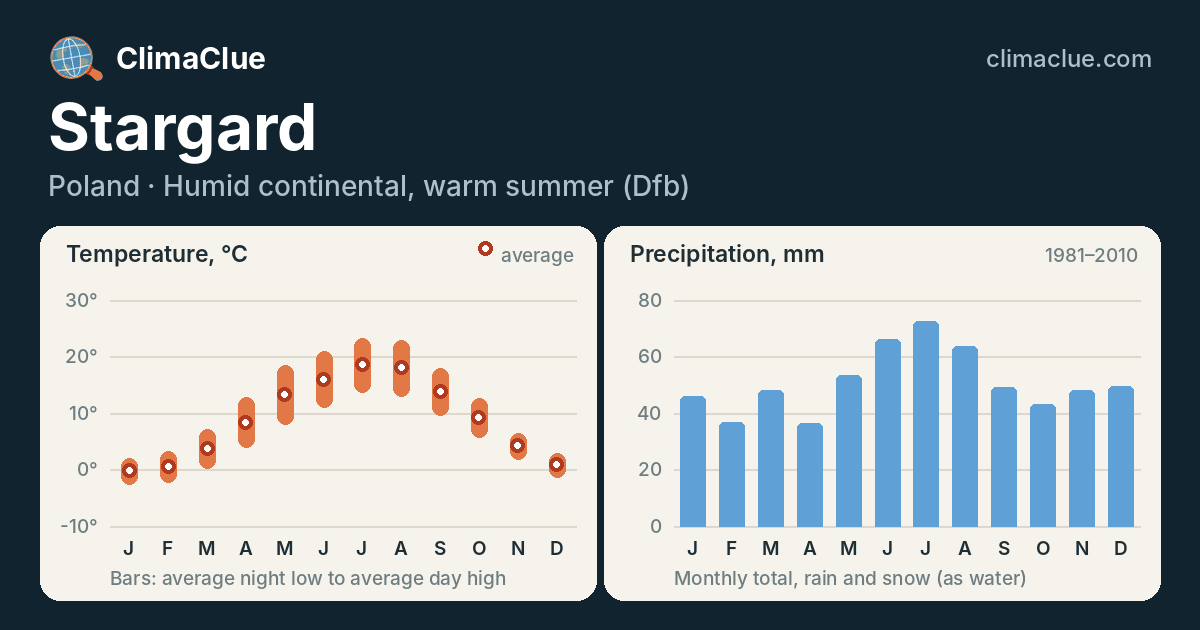 ClimaClue
climaclue.com
Stargard
Poland · Humid continental, warm summer (Dfb)
Temperature, °C
average
30°
20°
10°
0°
-10°
J F M A M J J A S O N D
Bars: average night low to average day high
Precipitation, mm
1981–2010
80
60
40
20
0
J F M A M J J A S O N D
Monthly total, rain and snow (as water)